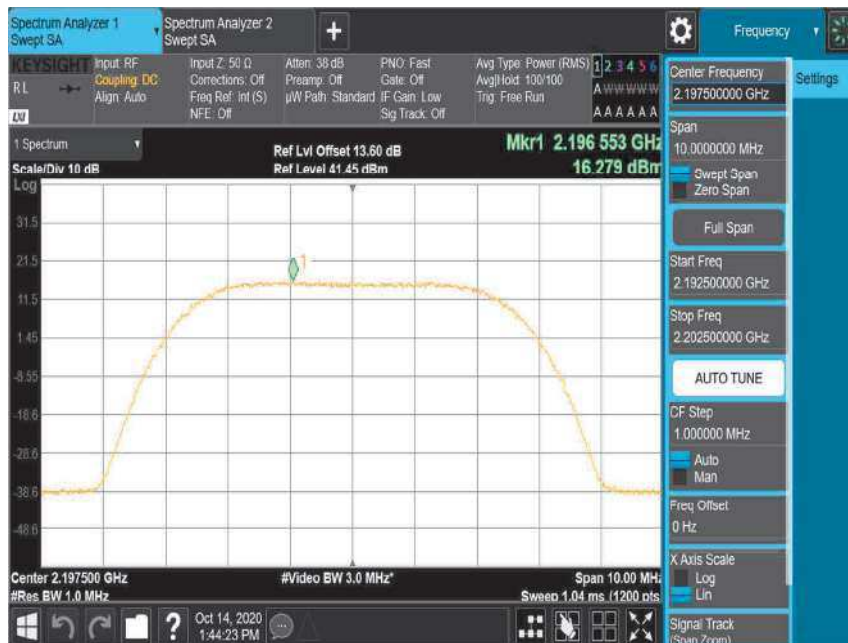 Spectrum Analyzer 1
Swept SA
Spectrum Analyzer 2
Swept SA
+
Frequency
KEYSIGHT
RL
LXI
Input: RF
Coupling: DC
Align: Auto
Input Z: 50 Ω
Corrections: Off
Freq Ref: Int (S)
NFE: Off
Atten: 38 dB
Preamp: Off
µW Path: Standard
PNO: Fast
Gate: Off
IF Gain: Low
Sig Track: Off
Avg Type: Power (RMS)
Avg|Hold: 100/100
Trig: Free Run
1 2 3 4 5 6
A W W W W W
A A A A A A
1 Spectrum
Scale/Div 10 dB
Ref Lvl Offset 13.60 dB
Ref Level 41.45 dBm
Mkr1 2.196 553 GHz
16.279 dBm
Log
31.5
21.5
11.5
1.45
-8.55
-18.6
-28.6
-38.6
-48.6
1
Center 2.197500 GHz
#Res BW 1.0 MHz
#Video BW 3.0 MHz*
Span 10.00 MHz
Sweep 1.04 ms (1200 pts
?
Oct 14, 2020
1:44:23 PM
Center Frequency
2.197500000 GHz
Settings
Span
10.0000000 MHz
Swept Span
Zero Span
Full Span
Start Freq
2.192500000 GHz
Stop Freq
2.202500000 GHz
AUTO TUNE
CF Step
1.000000 MHz
Auto
Man
Freq Offset
0 Hz
X Axis Scale
Log
Lin
Signal Track
(Span Zoom)